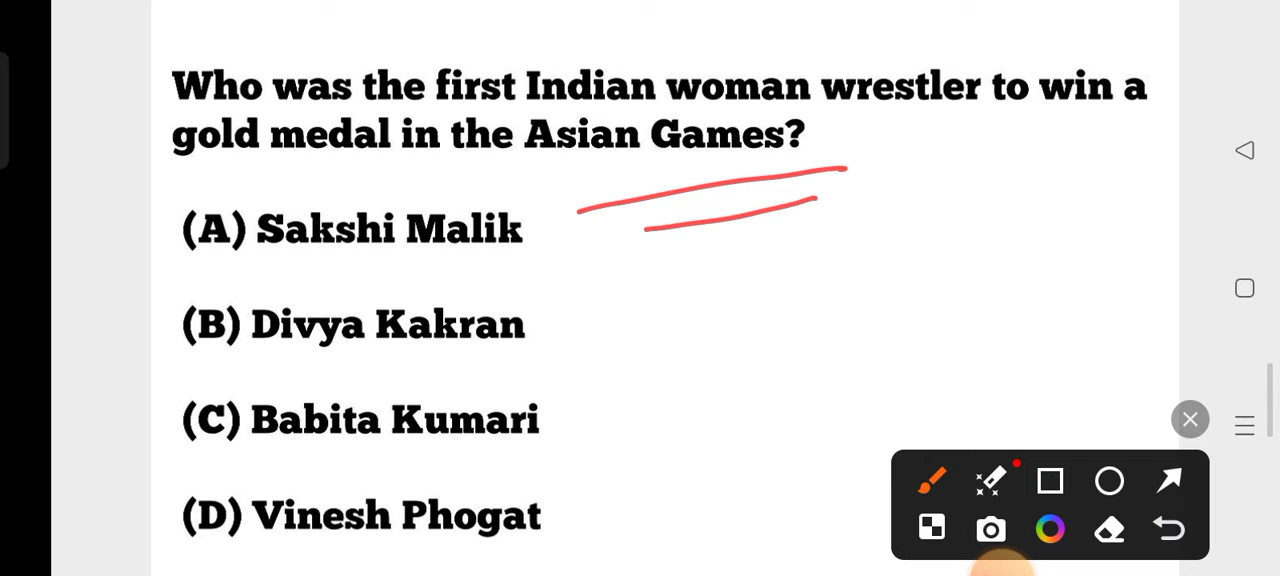 Who was the first Indian woman wrestler to win a
gold medal in the Asian Games?
(A) Sakshi Malik
(B) Divya Kakran
(C) Babita Kumari
(D) Vinesh Phogat